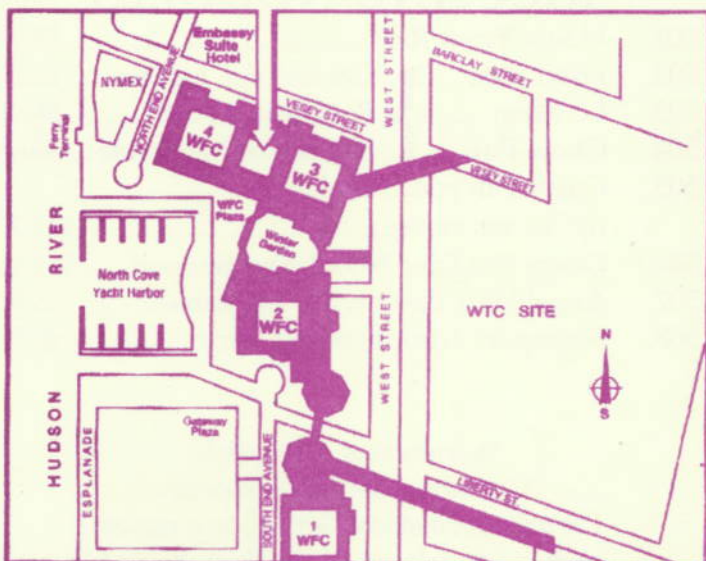 Embassy
Suite
Hotel
NYMEX
NORTH END AVENUE
VESEY STREET
WEST STREET
BARCLAY STREET
Ferry
Terminal
4
WFC
3
WFC
VESEY STREET
WFC
Plaza
Winter
Garden
RIVER
North Cove
Yacht Harbor
2
WFC
WTC SITE
N
S
WEST STREET
HUDSON
ESPLANADE
Gateway
Plaza
SOUTH END AVENUE
LIBERTY ST.
1
WFC